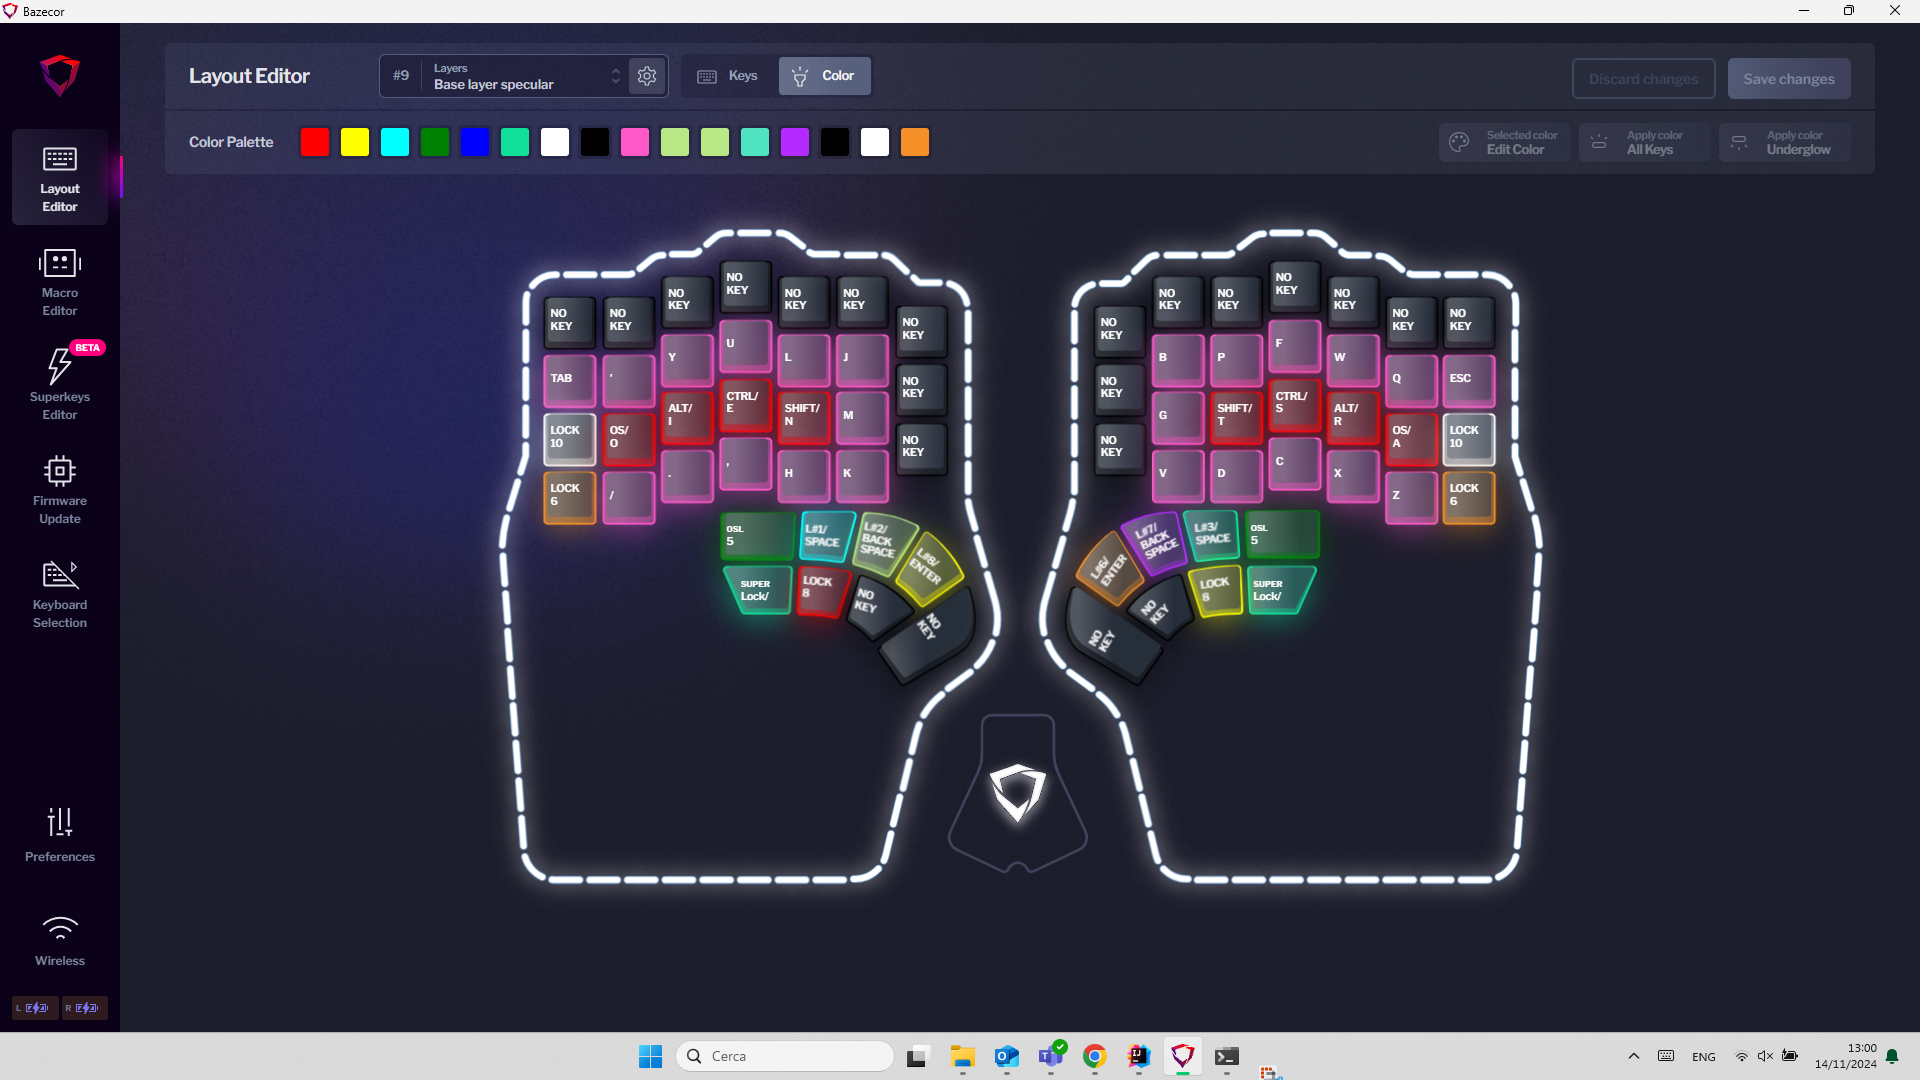 Bazecor
Layout Editor
#9
Layers
Base layer specular
Keys
Color
Discard changes
Save changes
Color Palette
Selected color
Edit Color
Apply color
All Keys
Apply color
Underglow
Layout
Editor
Macro
Editor
BETA
Superkeys
Editor
Firmware
Update
Keyboard
Selection
Preferences
Wireless
L
R
NO
KEY
NO
KEY
NO
KEY
NO
KEY
NO
KEY
NO
KEY
NO
KEY
TAB
'
Y
U
L
J
NO
KEY
LOCK
10
OS/
O
ALT/
I
CTRL/
E
SHIFT/
N
M
NO
KEY
LOCK
6
/
.
,
H
K
OSL
5
L#1/
SPACE
L#2/
BACK
SPACE
L#8/
ENTER
SUPER
Lock/
LOCK
8
NO
KEY
NO
KEY
NO
KEY
NO
KEY
NO
KEY
NO
KEY
NO
KEY
NO
KEY
NO
KEY
NO
KEY
B
P
F
W
Q
ESC
NO
KEY
G
SHIFT/
T
CTRL/
S
ALT/
R
OS/
A
LOCK
10
V
D
C
X
Z
LOCK
6
L#6/
ENTER
L#7/
BACK
SPACE
L#3/
SPACE
OSL
5
NO
KEY
NO
KEY
LOCK
8
SUPER
Lock/
Cerca
ENG
13:00
14/11/2024